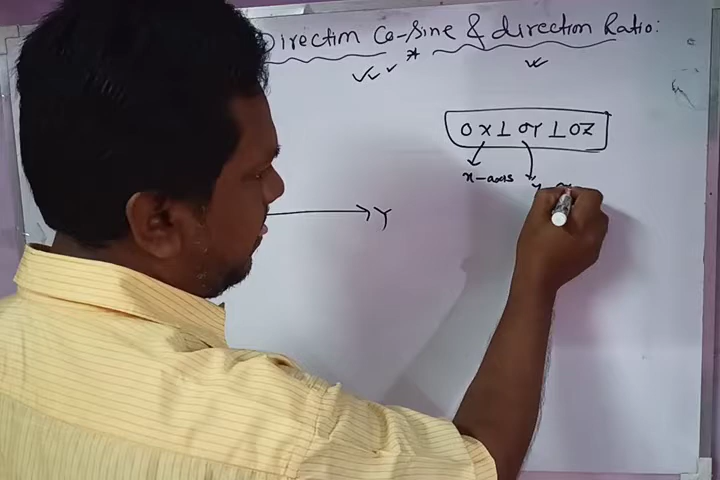 Direction Co-sine & direction Ratio:
OX ⊥ OY ⊥ OZ
x-axis
Y